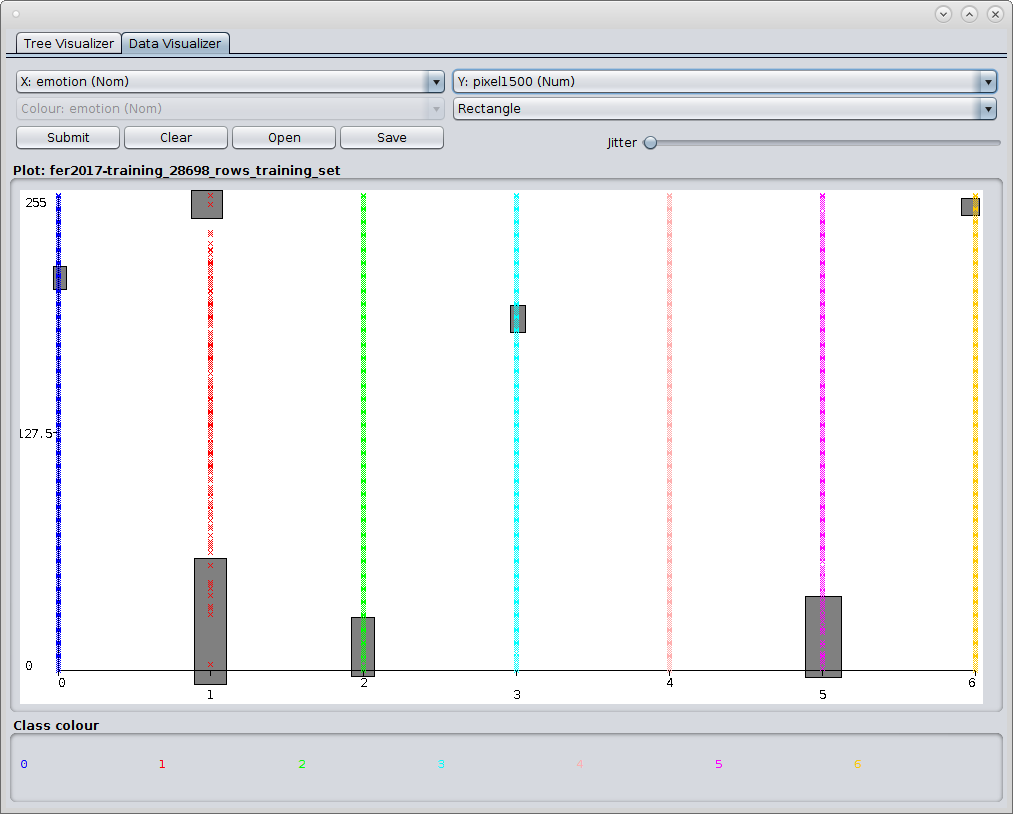 Tree Visualizer Data Visualizer
X: emotion (Nom) Y: pixel1500 (Num)
Colour: emotion (Nom) Rectangle
Submit Clear Open Save Jitter
Plot: fer2017-training_28698_rows_training_set
255
127.5
0
0 1 2 3 4 5 6
Class colour
0 1 2 3 4 5 6